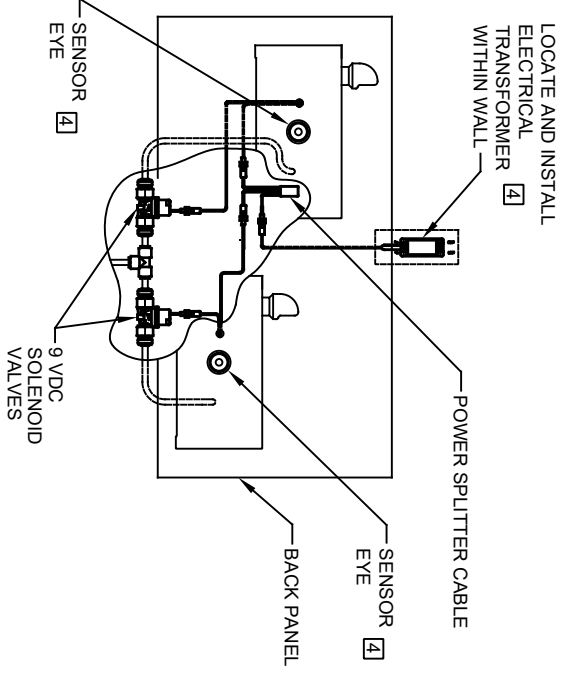 LOCATE AND INSTALL
ELECTRICAL
TRANSFORMER 4
WITHIN WALL
POWER SPLITTER CABLE
SENSOR
EYE
4
SENSOR
EYE
4
BACK PANEL
9 VDC
SOLENOID
VALVES